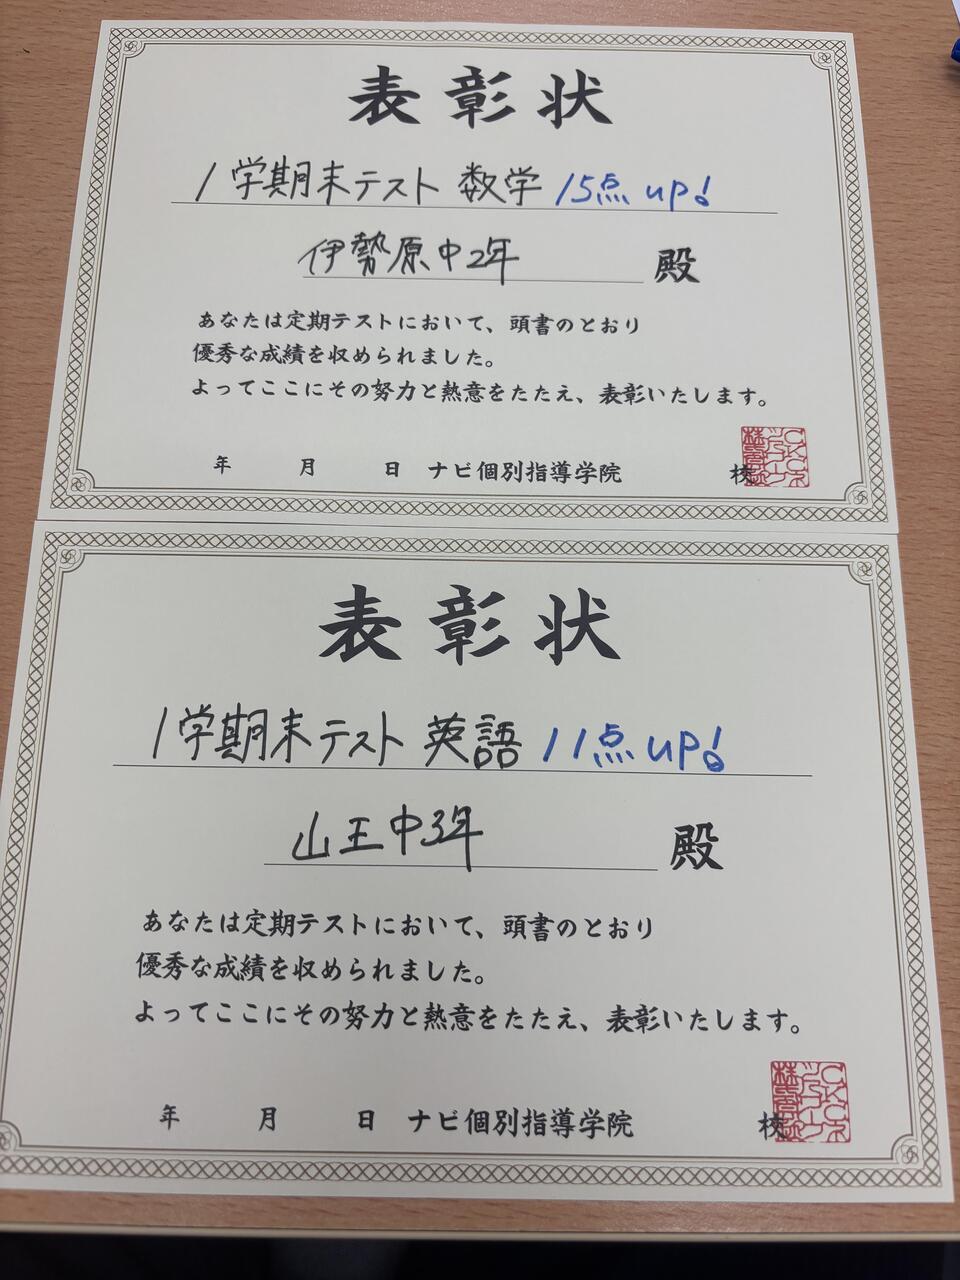 表彰状
1学期末テスト 数学 15点 up!
伊勢原中2年 殿
あなたは定期テストにおいて、頭書のとおり
優秀な成績を収められました。
よってここにその努力と熱意をたたえ、表彰いたします。
年 月 日 ナビ個別指導学院 校
表彰状
1学期末テスト 英語 11点 up!
山王中3年 殿
あなたは定期テストにおいて、頭書のとおり
優秀な成績を収められました。
よってここにその努力と熱意をたたえ、表彰いたします。
年 月 日 ナビ個別指導学院 校